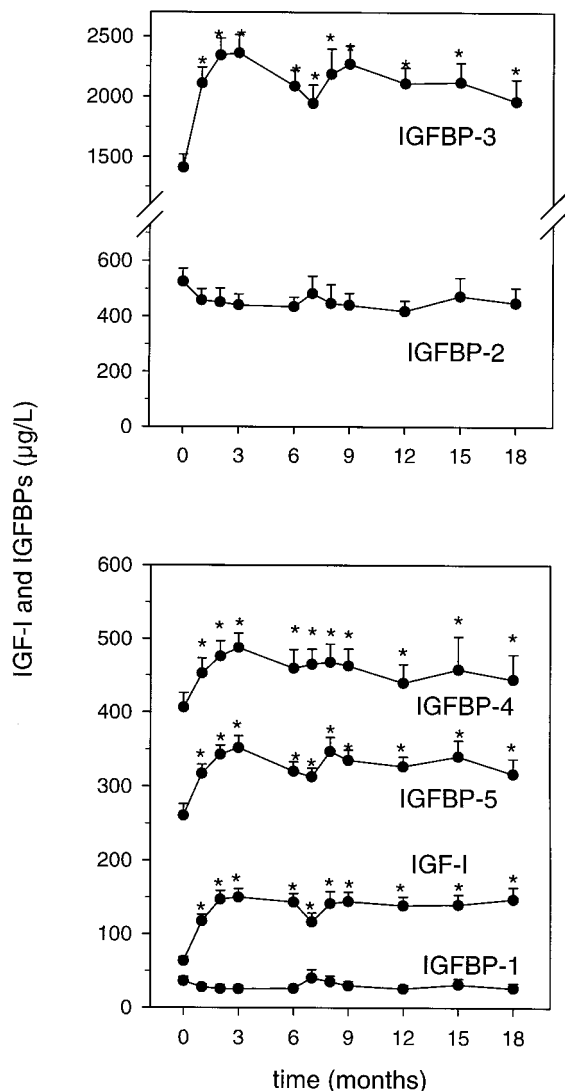 2500
2000
1500
600
400
200
0
* * * * * * * * * *
IGFBP-3
IGFBP-2
0 3 6 9 12 15 18
IGF-I and IGFBPs (µg/L)
600
500
400
300
200
100
0
* * * * * * * * * *
IGFBP-4
* * * * * * * * * *
IGFBP-5
IGF-I
* * * * * * * * * *
IGFBP-1
0 3 6 9 12 15 18
time (months)